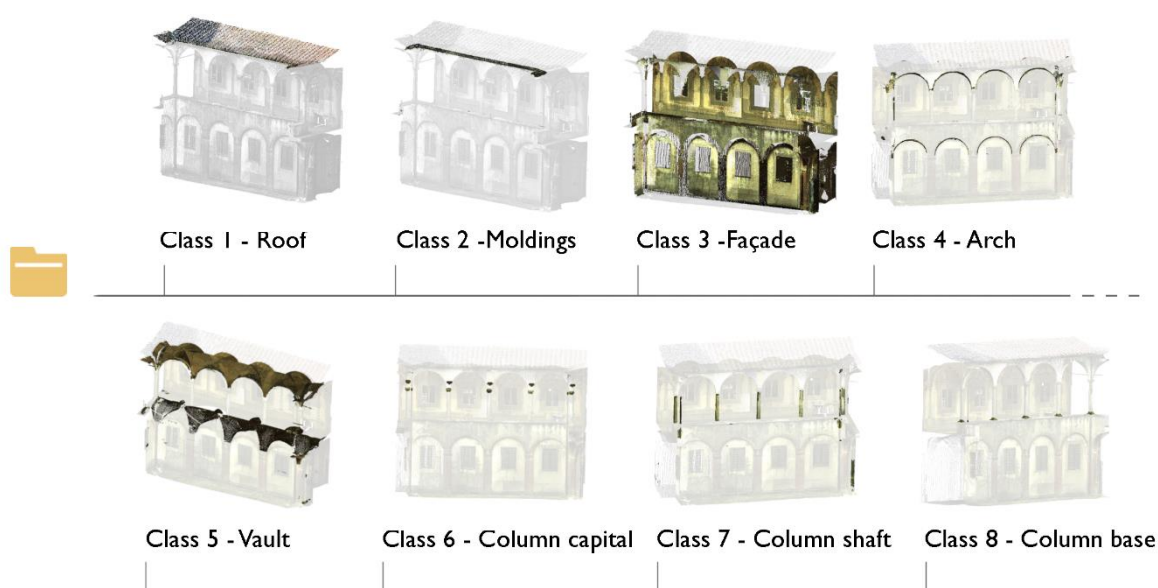 Class 1 - Roof
Class 2 -Moldings
Class 3 -Façade
Class 4 - Arch
Class 5 - Vault
Class 6 - Column capital
Class 7 - Column shaft
Class 8 - Column base